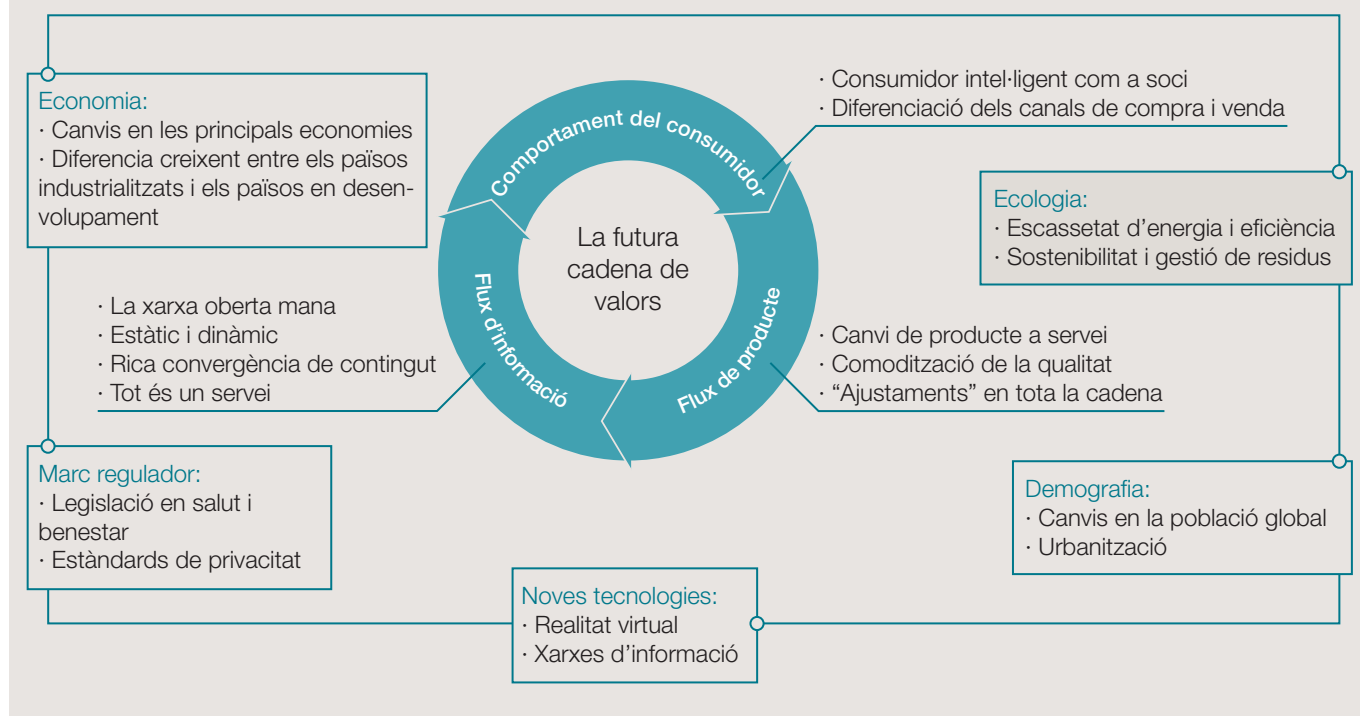 Economia:
· Canvis en les principals economies
· Diferencia creixent entre els països
industrialitzats i els països en desen-
volupament
· Consumidor intel·ligent com a soci
· Diferenciació dels canals de compra i venda
Comportament del consumidor
Ecologia:
· Escassetat d’energia i eficiència
· Sostenibilitat i gestió de residus
La futura
cadena de
valors
Flux d’informació
Flux de producte
· La xarxa oberta mana
· Estàtic i dinàmic
· Rica convergència de contingut
· Tot és un servei
· Canvi de producte a servei
· Comodització de la qualitat
· “Ajustaments” en tota la cadena
Marc regulador:
· Legislació en salut i
benestar
· Estàndards de privacitat
Demografia:
· Canvis en la població global
· Urbanització
Noves tecnologies:
· Realitat virtual
· Xarxes d’informació